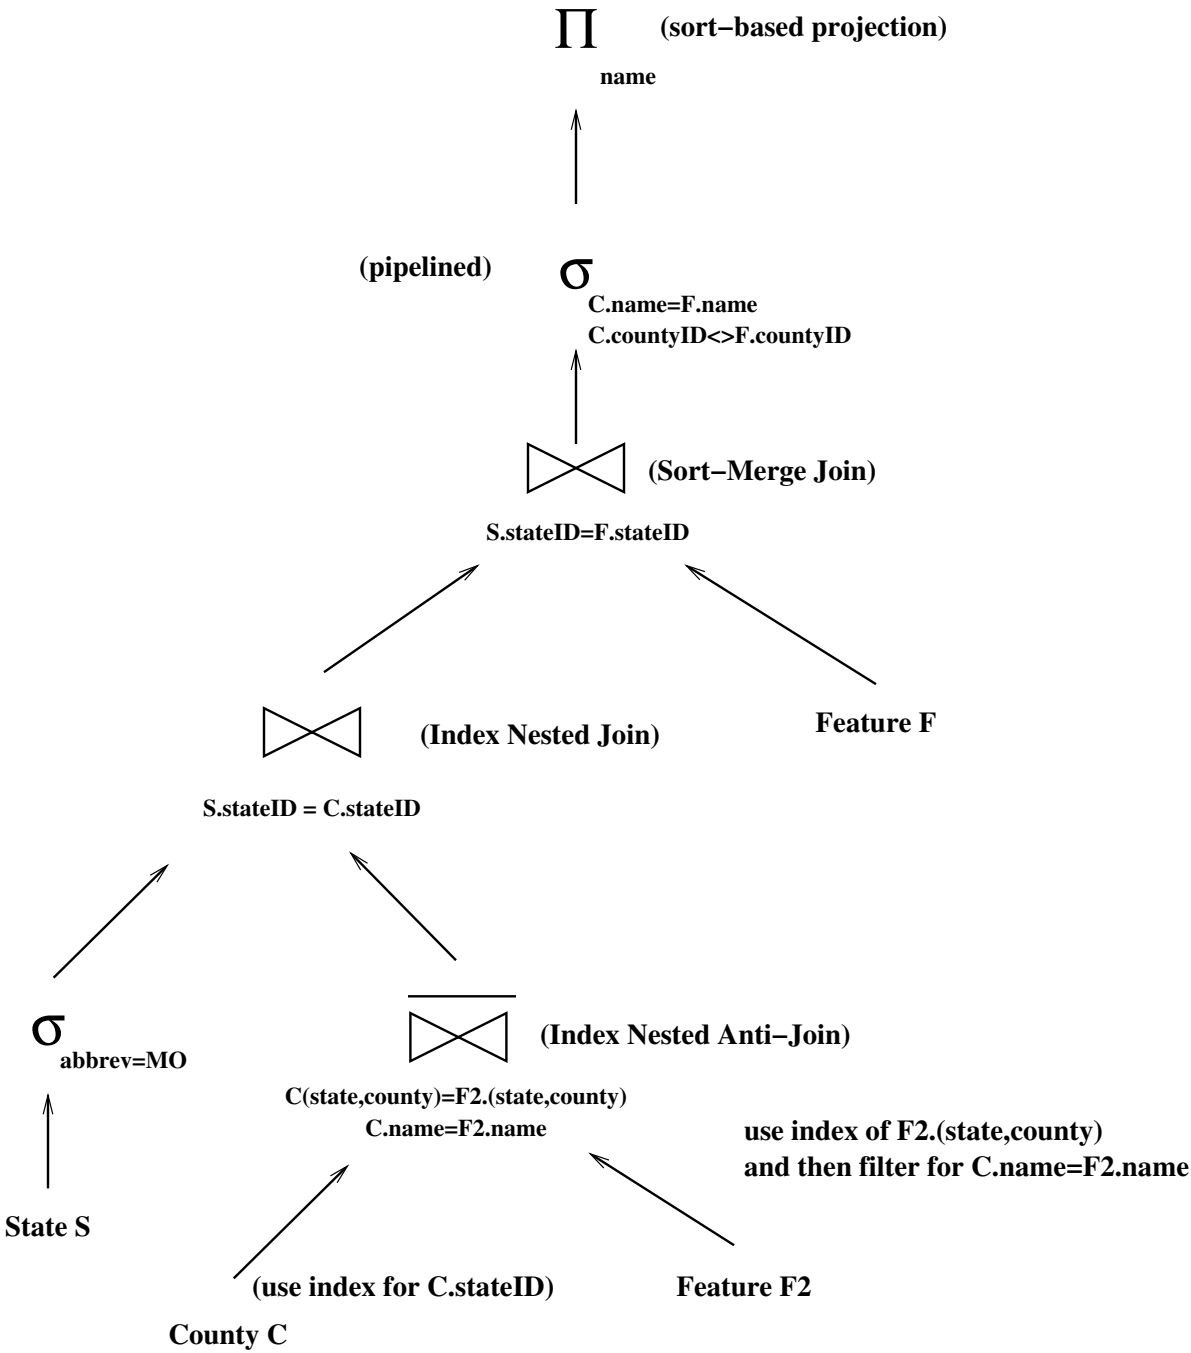 Π (sort−based projection)
name
(pipelined) σ
C.name=F.name
C.countyID<>F.countyID
(Sort−Merge Join)
S.stateID=F.stateID
Feature F
(Index Nested Join)
S.stateID = C.stateID
σ
abbrev=MO
(Index Nested Anti−Join)
C(state,county)=F2.(state,county)
C.name=F2.name
use index of F2.(state,county)
and then filter for C.name=F2.name
State S
(use index for C.stateID)
Feature F2
County C